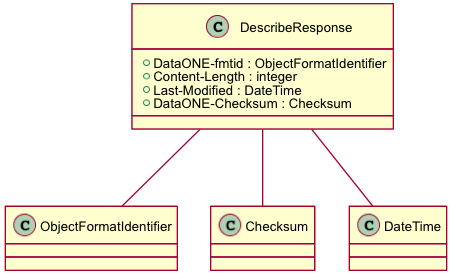 C DescribeResponse
DataONE-fmtid : ObjectFormatIdentifier
Content-Length : integer
Last-Modified : DateTime
DataONE-Checksum : Checksum
C ObjectFormatIdentifier
C Checksum
C DateTime